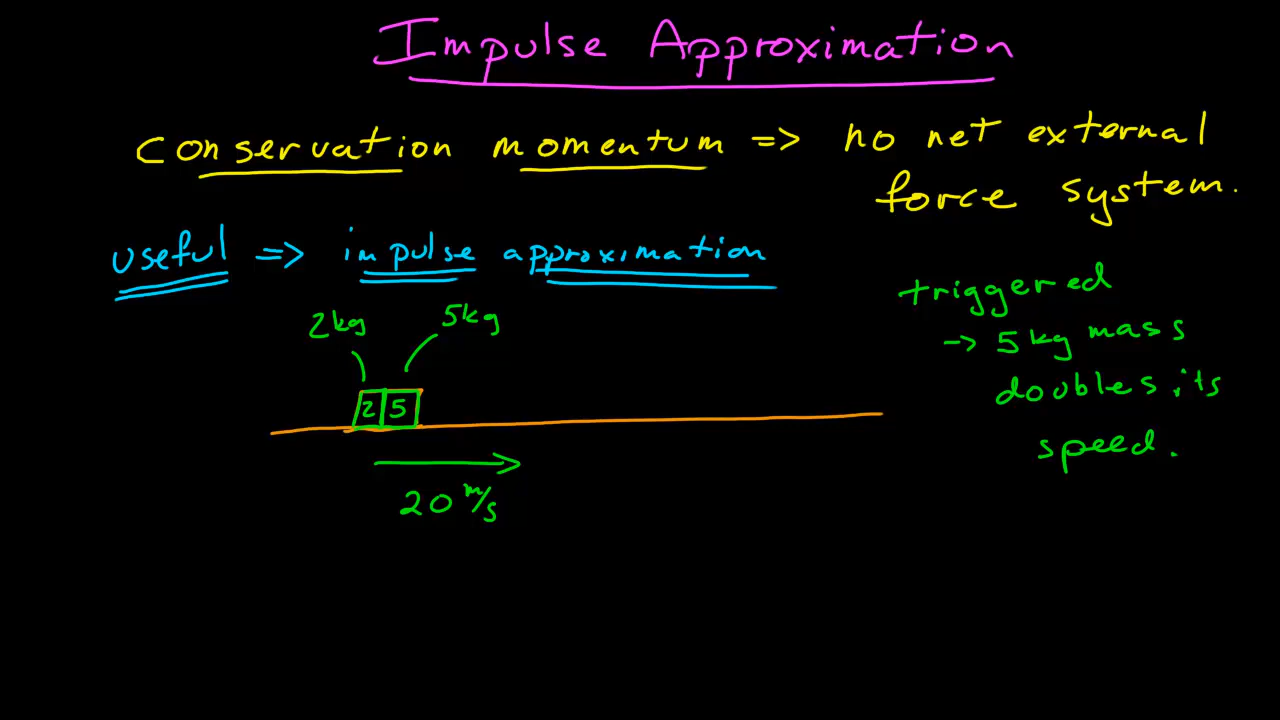 Impulse Approximation
conservation momentum => no net external
force system.
useful => impulse approximation
triggered
-> 5kg mass
doubles its
speed.
2kg 5kg
2 5
20 m/s